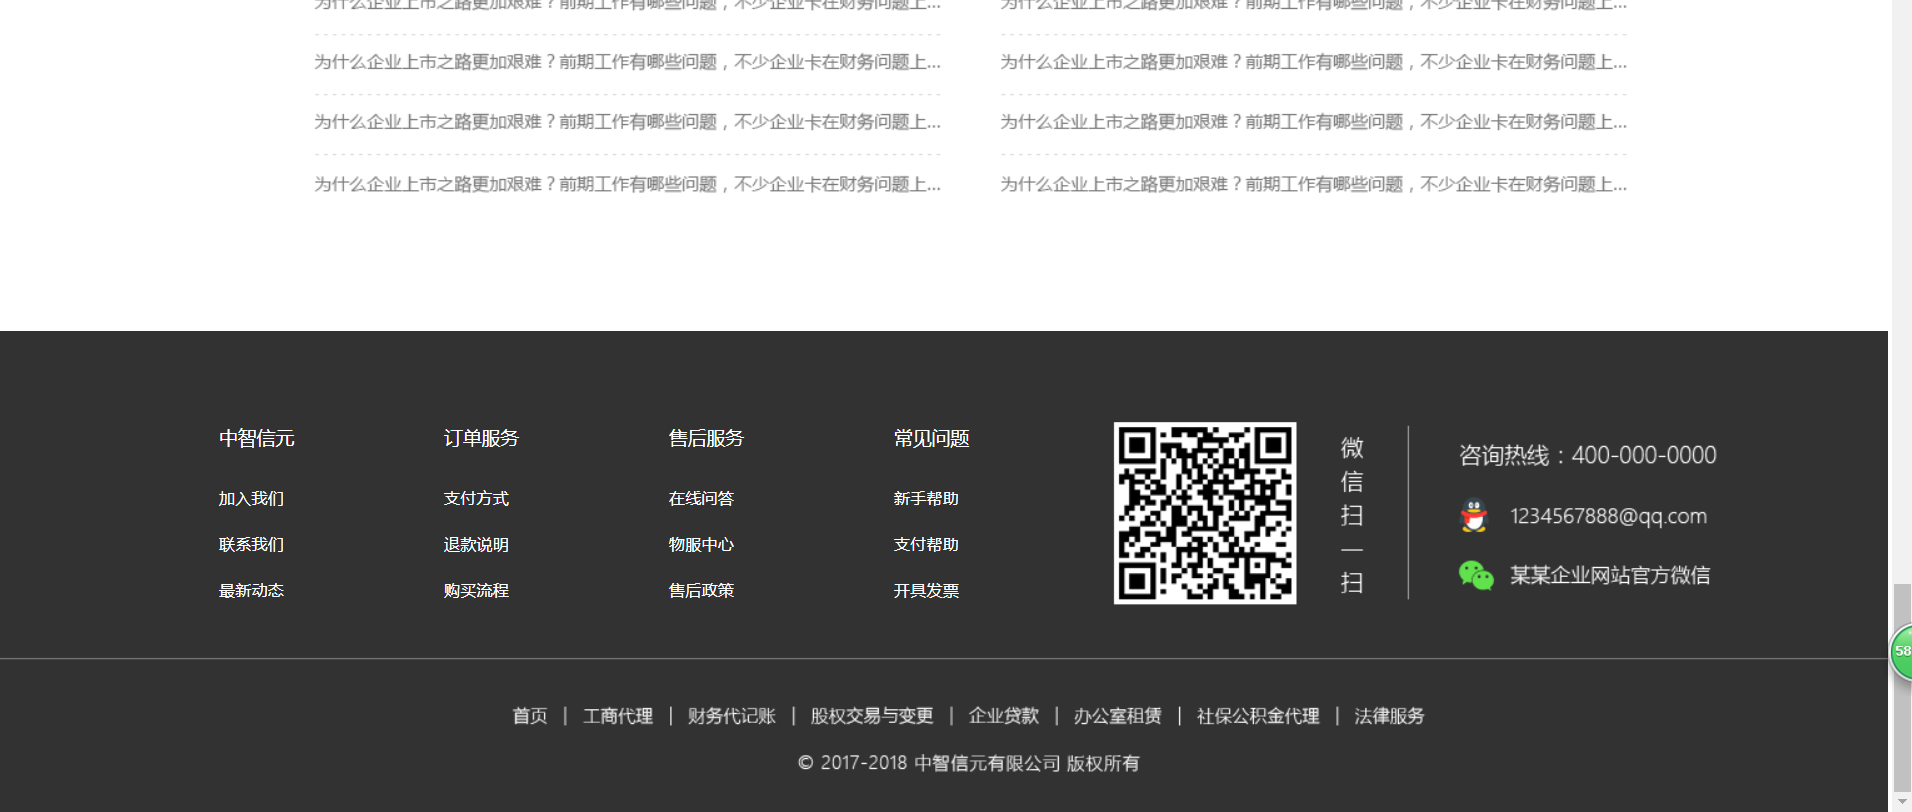 为什么企业上市之路更加艰难？前期工作有哪些问题，不少企业卡在财务问题上...
为什么企业上市之路更加艰难？前期工作有哪些问题，不少企业卡在财务问题上...
为什么企业上市之路更加艰难？前期工作有哪些问题，不少企业卡在财务问题上...
为什么企业上市之路更加艰难？前期工作有哪些问题，不少企业卡在财务问题上...
为什么企业上市之路更加艰难？前期工作有哪些问题，不少企业卡在财务问题上...
为什么企业上市之路更加艰难？前期工作有哪些问题，不少企业卡在财务问题上...
为什么企业上市之路更加艰难？前期工作有哪些问题，不少企业卡在财务问题上...
为什么企业上市之路更加艰难？前期工作有哪些问题，不少企业卡在财务问题上...
中智信元
加入我们
联系我们
最新动态
订单服务
支付方式
退款说明
购买流程
售后服务
在线问答
物服中心
售后政策
常见问题
新手帮助
支付帮助
开具发票
微信扫一扫
咨询热线：400-000-0000
1234567888@qq.com
某某企业网站官方微信
58
首页 | 工商代理 | 财务代记账 | 股权交易与变更 | 企业贷款 | 办公室租赁 | 社保公积金代理 | 法律服务
© 2017-2018 中智信元有限公司 版权所有